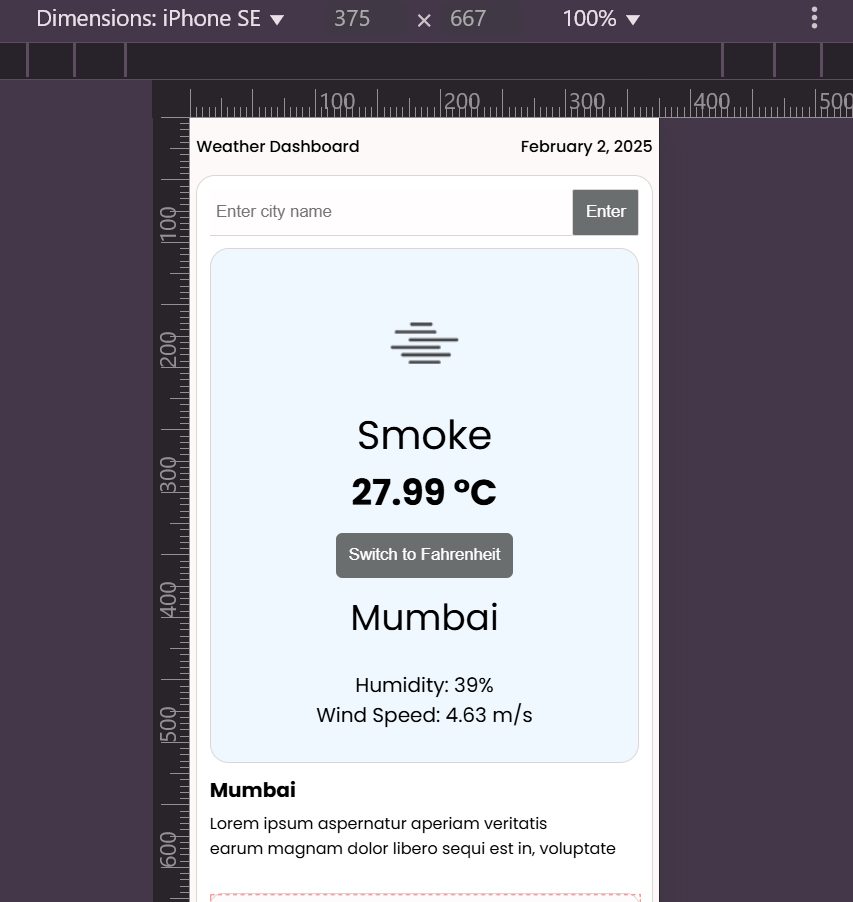 Dimensions: iPhone SE 375 × 667 100%
100 200 300 400 500
Weather Dashboard February 2, 2025
100
Enter city name Enter
200
Smoke
300
27.99 °C
Switch to Fahrenheit
400
Mumbai
Humidity: 39%
Wind Speed: 4.63 m/s
500
Mumbai
Lorem ipsum aspernatur aperiam veritatis
earum magnam dolor libero sequi est in, voluptate
600